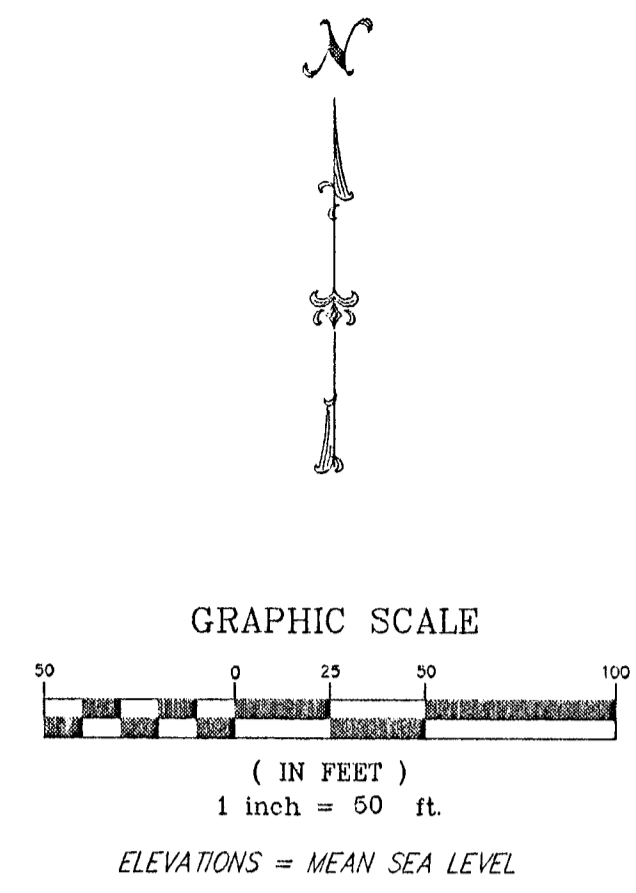 N
GRAPHIC SCALE
50 0 25 50 100
( IN FEET )
1 inch = 50 ft.
ELEVATIONS = MEAN SEA LEVEL